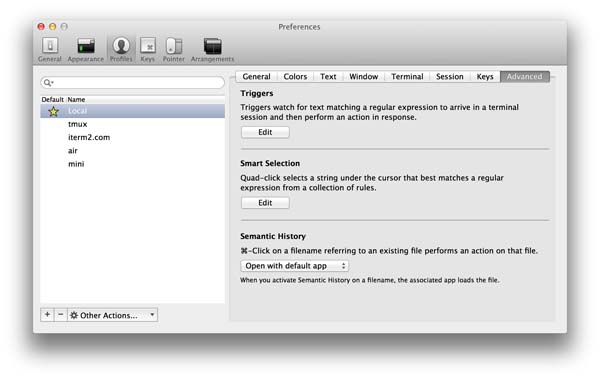 Preferences
General Appearance Profiles Keys Pointer Arrangements
General Colors Text Window Terminal Session Keys Advanced
Default Name
Local
tmux
iterm2.com
air
mini
+ − Other Actions...
Triggers
Triggers watch for text matching a regular expression to arrive in a terminal
session and then perform an action in response.
Edit
Smart Selection
Quad-click selects a string under the cursor that best matches a regular
expression from a collection of rules.
Edit
Semantic History
⌘-Click on a filename referring to an existing file performs an action on that file.
Open with default app
When you activate Semantic History on a filename, the associated app loads the file.